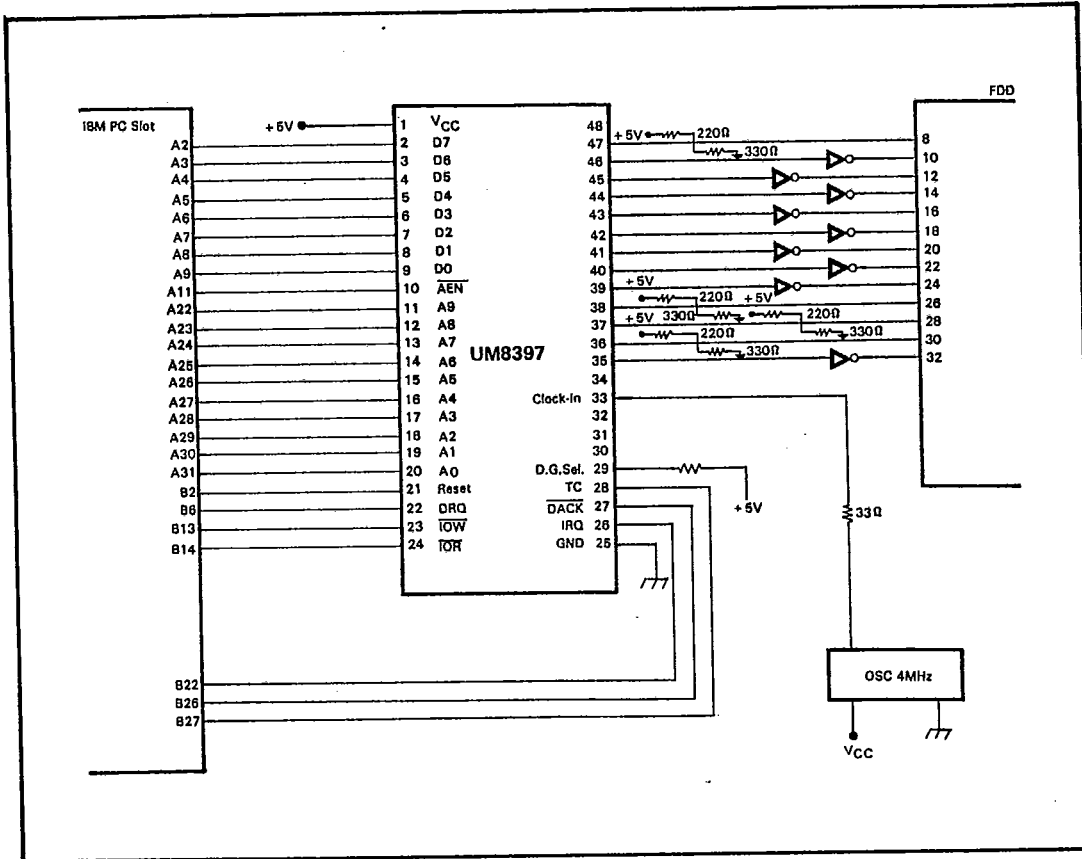 FDD
IBM PC Slot
A2
A3
A4
A5
A6
A7
A8
A9
A11
A22
A23
A24
A25
A26
A27
A28
A29
A30
A31
B2
B6
B13
B14
B22
B26
B27
+5V
1 VCC
2 D7
3 D6
4 D5
5 D4
6 D3
7 D2
8 D1
9 D0
10 AEN
11 A9
12 A8
13 A7
14 A6
15 A5
16 A4
17 A3
18 A2
19 A1
20 A0
21 Reset
22 DRQ
23 IOW
24 IOR
UM8397
48
47
46
45
44
43
42
41
40
39
38
37
36
35
34
Clock-In 33
32
31
30
D.G.Sel. 29
TC 28
DACK 27
IRQ 26
GND 25
+5V 220Ω
330Ω
+5V
220Ω +5V
330Ω 220Ω
+5V
220Ω 330Ω
330Ω
+5V
33Ω
OSC 4MHz
VCC
8
10
12
14
16
18
20
22
24
26
28
30
32